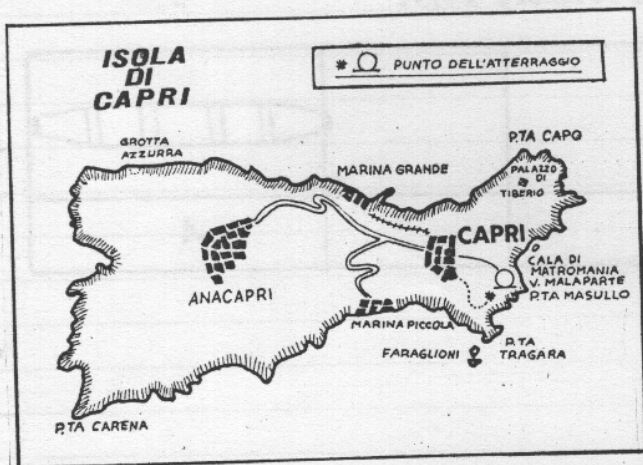 ISOLA
DI
CAPRI
* PUNTO DELL'ATTERRAGGIO
GROTTA
AZZURRA
MARINA GRANDE
P.TA CAPO
PALAZZO
DI
TIBERIO
CAPRI
ANACAPRI
CALA DI
MATROMANIA
V. MALAPARTE
* P.TA MASULLO
MARINA PICCOLA
FARAGLIONI
P.TA
TRAGARA
P.TA CARENA